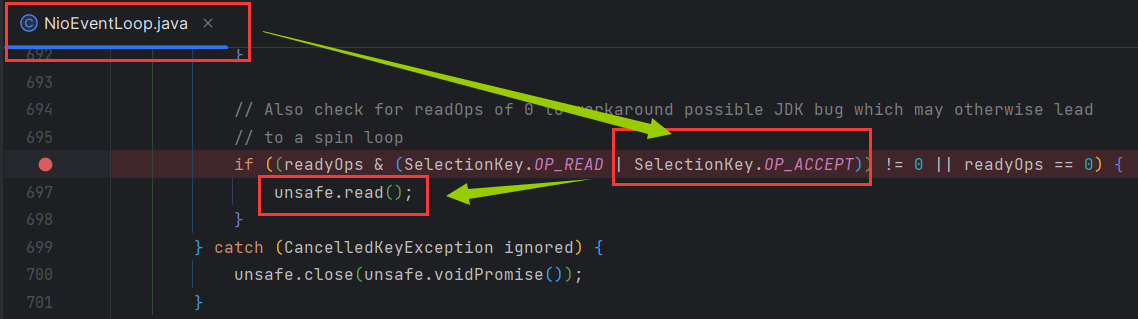 NioEventLoop.java
692 }
693
694 // Also check for readOps of 0 to workaround possible JDK bug which may otherwise lead
695 // to a spin loop
if ((readyOps & (SelectionKey.OP_READ | SelectionKey.OP_ACCEPT)) != 0 || readyOps == 0) {
697 unsafe.read();
698 }
699 } catch (CancelledKeyException ignored) {
700 unsafe.close(unsafe.voidPromise());
701 }